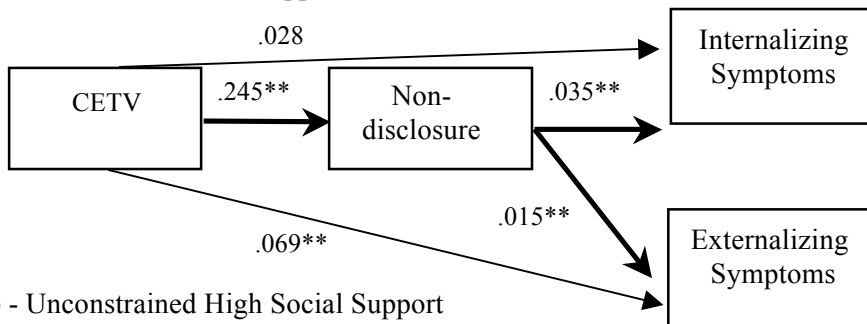 .028
Internalizing
Symptoms
CETV
.245**
Non-
disclosure
.035**
.015**
.069**
Externalizing
Symptoms
- Unconstrained High Social Support